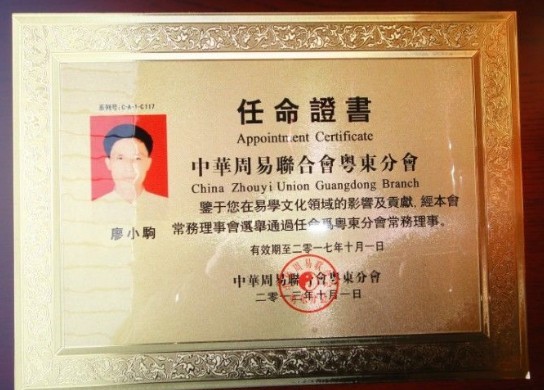 任命證書
Appointment Certificate
中華周易聯合會粵東分會
China Zhouyi Union Guangdong Branch
鑒于您在易學文化領域的影響及貢獻，經本會
常務理事會選舉通過任命爲粵東分會常務理事。
廖小駒
有效期至二零一七年十月一日
中華周易聯合會粵東分會
二零一三年十月一日